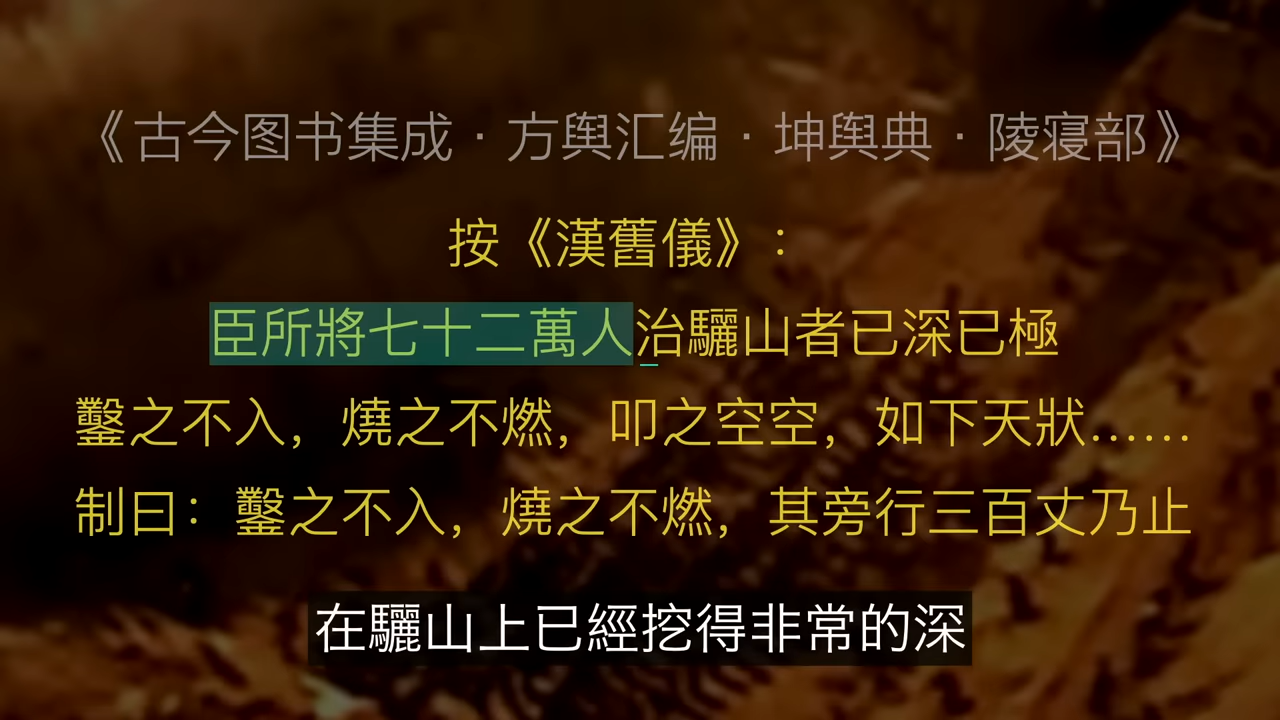 《古今图书集成·方舆汇编·坤舆典·陵寝部》
按《漢舊儀》：
臣所將七十二萬人治驪山者已深已極
鑿之不入，燒之不燃，叩之空空，如下天狀……
制曰：鑿之不入，燒之不燃，其旁行三百丈乃止
在驪山上已經挖得非常的深